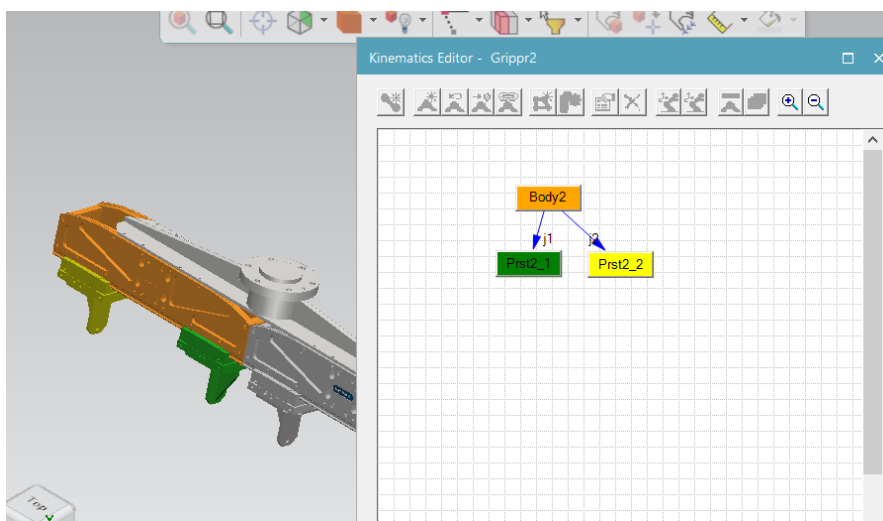 Kinematics Editor - Grippr2
Body2
j1
j2
Prst2_1
Prst2_2
Top